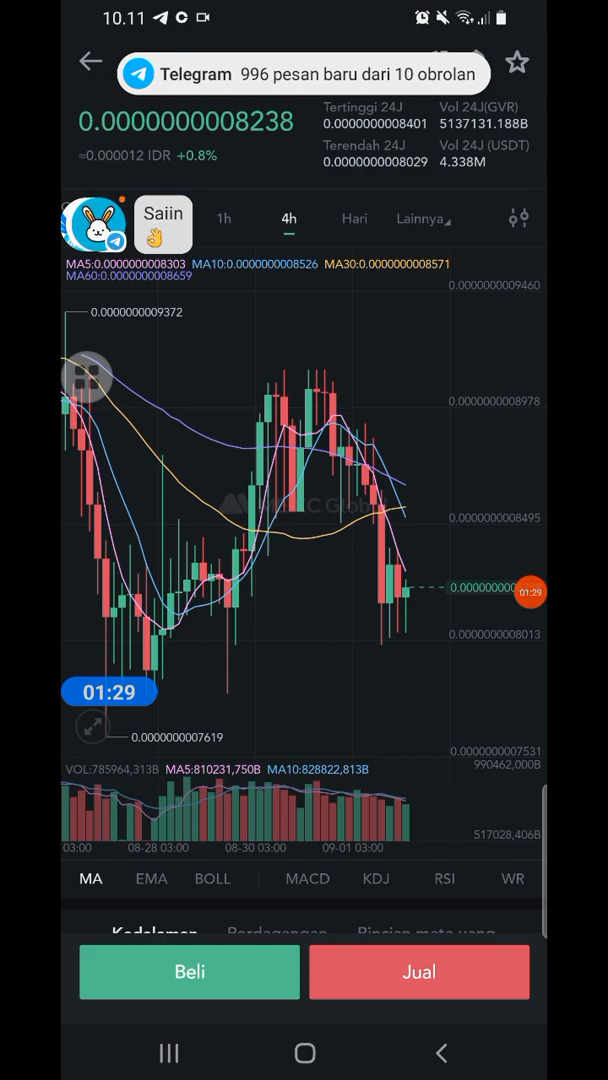 10.11
Telegram 996 pesan baru dari 10 obrolan
0.0000000008238
≈0.000012 IDR +0.8%
Tertinggi 24J
0.0000000008401
Vol 24J(GVR)
5137131.188B
Terendah 24J
0.0000000008029
Vol 24J (USDT)
4.338M
Saiin
👌
1h 4h Hari Lainnya
MA5:0.0000000008303 MA10:0.0000000008526 MA30:0.0000000008571
MA60:0.0000000008659
0.0000000009460
0.0000000009372
0.0000000008978
0.0000000008495
01:29
0.0000000008013
01:29
0.0000000007619
0.0000000007531
VOL:785964,313B MA5:810231,750B MA10:828822,813B
990462,000B
517028,406B
03:00 08-28 03:00 08-30 03:00 09-01 03:00
MA EMA BOLL MACD KDJ RSI WR
Kedalaman Perdagangan Rincian mata uang
Beli Jual